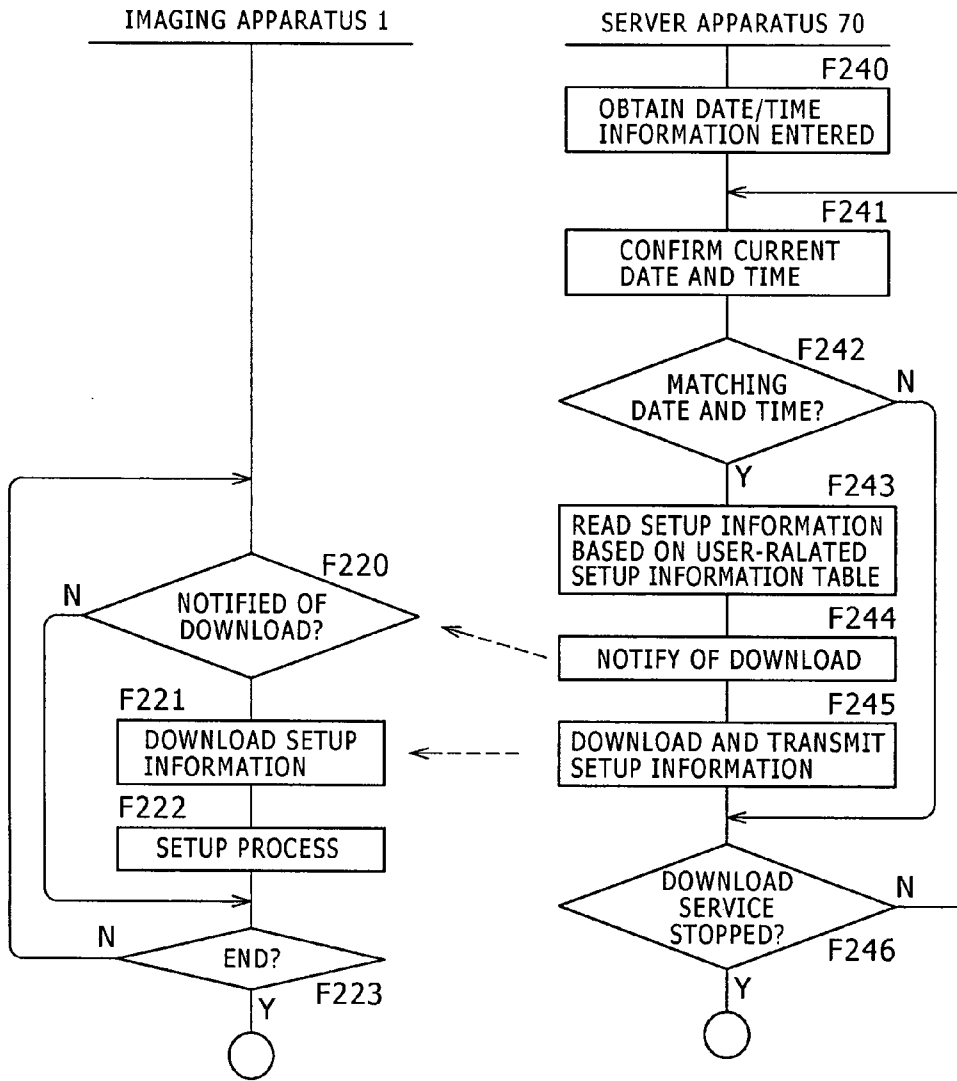 IMAGING APPARATUS 1
SERVER APPARATUS 70
F240
OBTAIN DATE/TIME
INFORMATION ENTERED
F241
CONFIRM CURRENT
DATE AND TIME
F242
MATCHING
DATE AND TIME?
N
Y
F243
READ SETUP INFORMATION
BASED ON USER-RALATED
SETUP INFORMATION TABLE
F220
N
NOTIFIED OF
DOWNLOAD?
F244
NOTIFY OF DOWNLOAD
F221
DOWNLOAD SETUP
INFORMATION
F245
DOWNLOAD AND TRANSMIT
SETUP INFORMATION
F222
SETUP PROCESS
DOWNLOAD
SERVICE
STOPPED?
N
F246
Y
N
END?
F223
Y